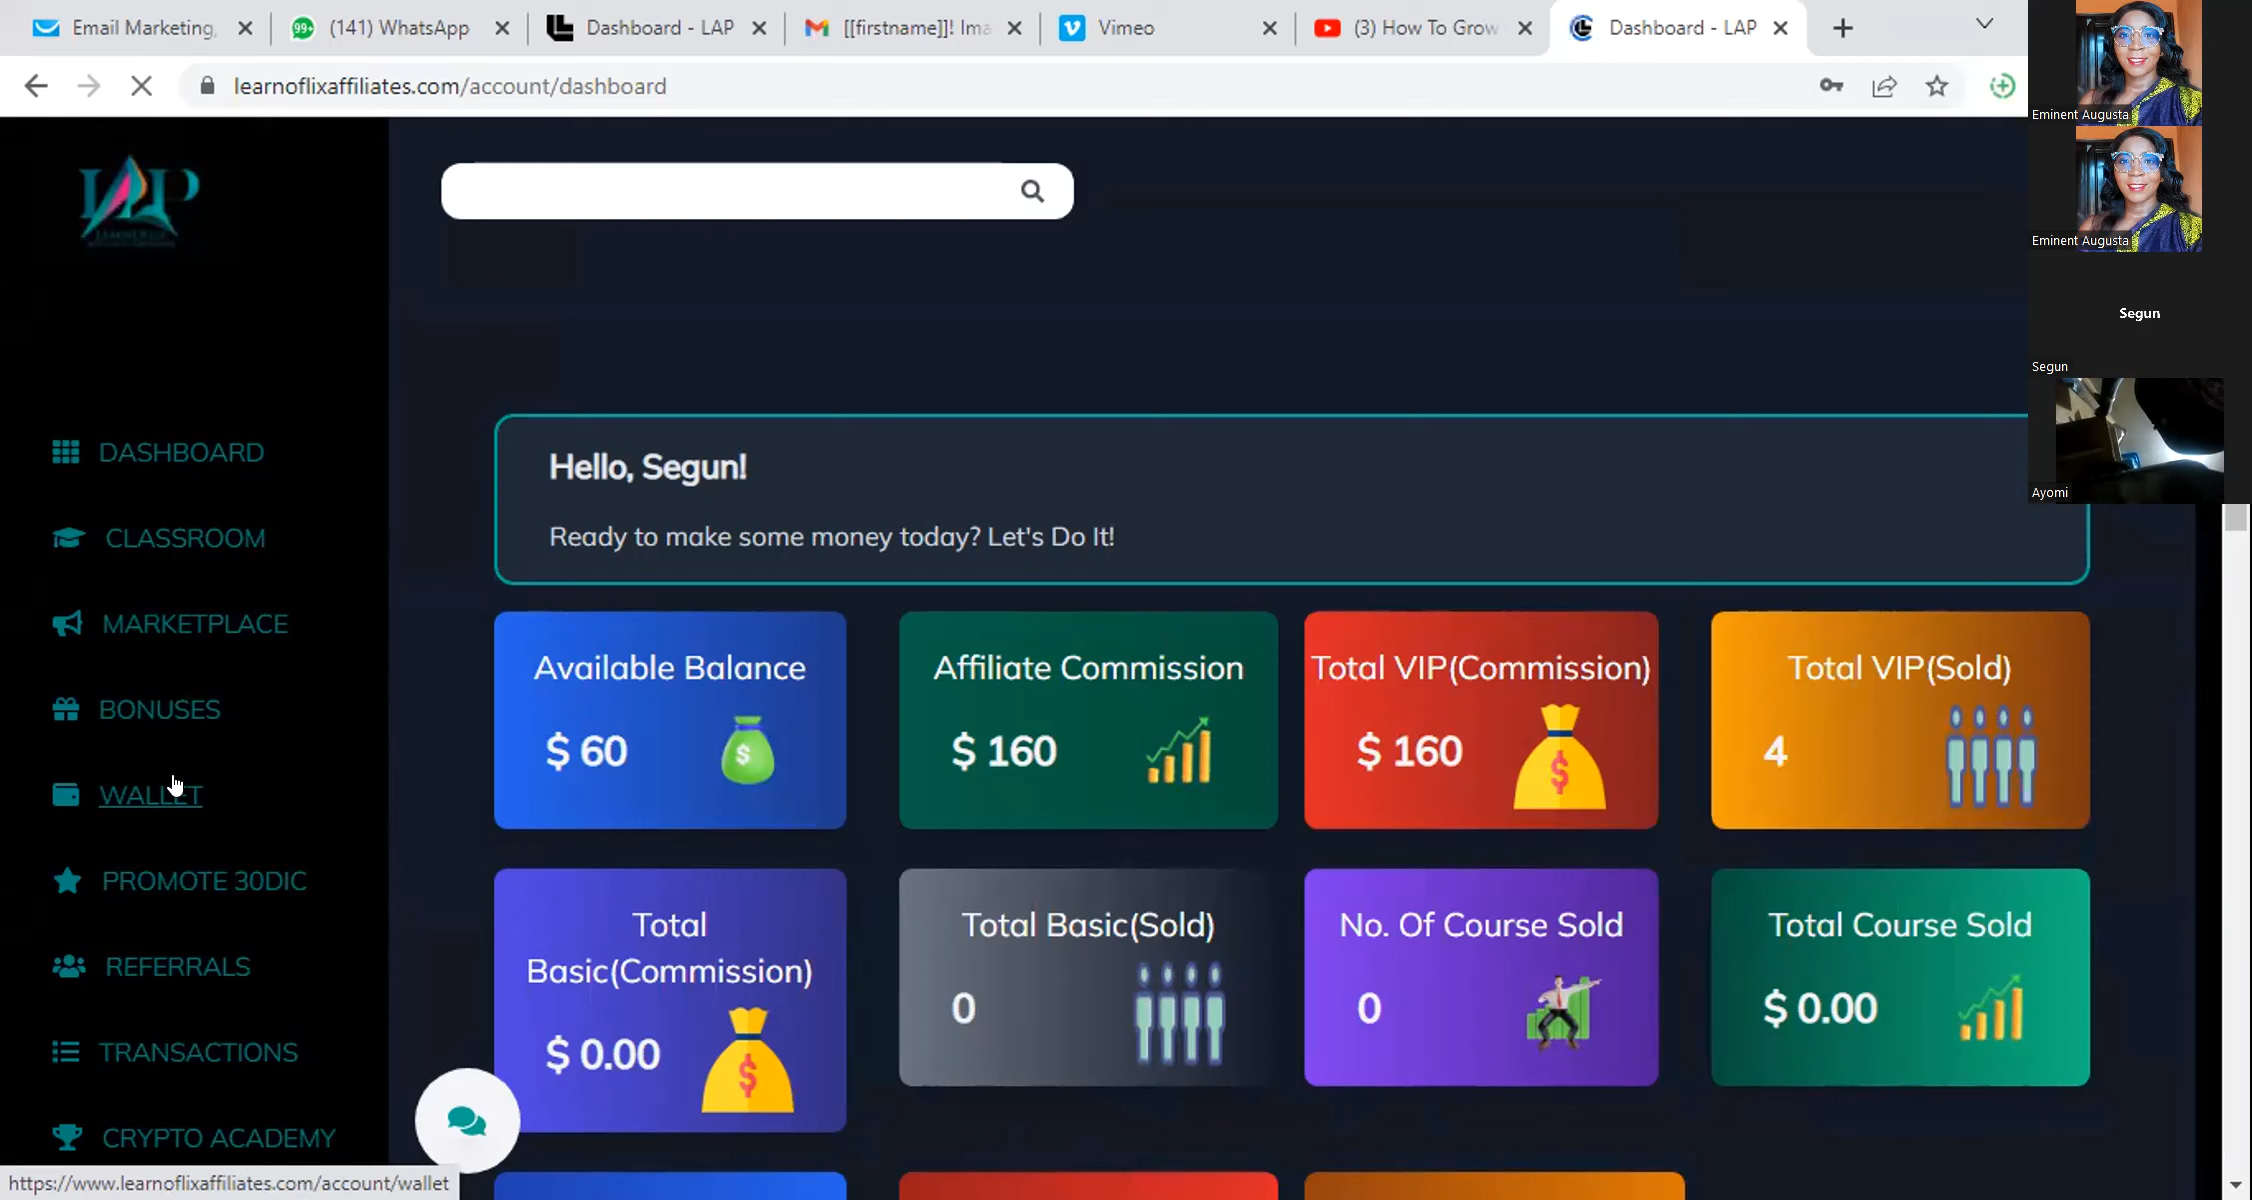 Email Marketing,
(141) WhatsApp
Dashboard - LAP
[[firstname]]! Ima
Vimeo
(3) How To Grow
Dashboard - LAP
learnoflixaffiliates.com/account/dashboard
Eminent Augusta
Eminent Augusta
Segun
Segun
Ayomi
LAP
DASHBOARD
CLASSROOM
MARKETPLACE
BONUSES
WALLET
PROMOTE 30DIC
REFERRALS
TRANSACTIONS
CRYPTO ACADEMY
Hello, Segun!
Ready to make some money today? Let's Do It!
Available Balance
$ 60
Affiliate Commission
$ 160
Total VIP(Commission)
$ 160
Total VIP(Sold)
4
Total
Basic(Commission)
$ 0.00
Total Basic(Sold)
0
No. Of Course Sold
0
Total Course Sold
$ 0.00
https://www.learnoflixaffiliates.com/account/wallet